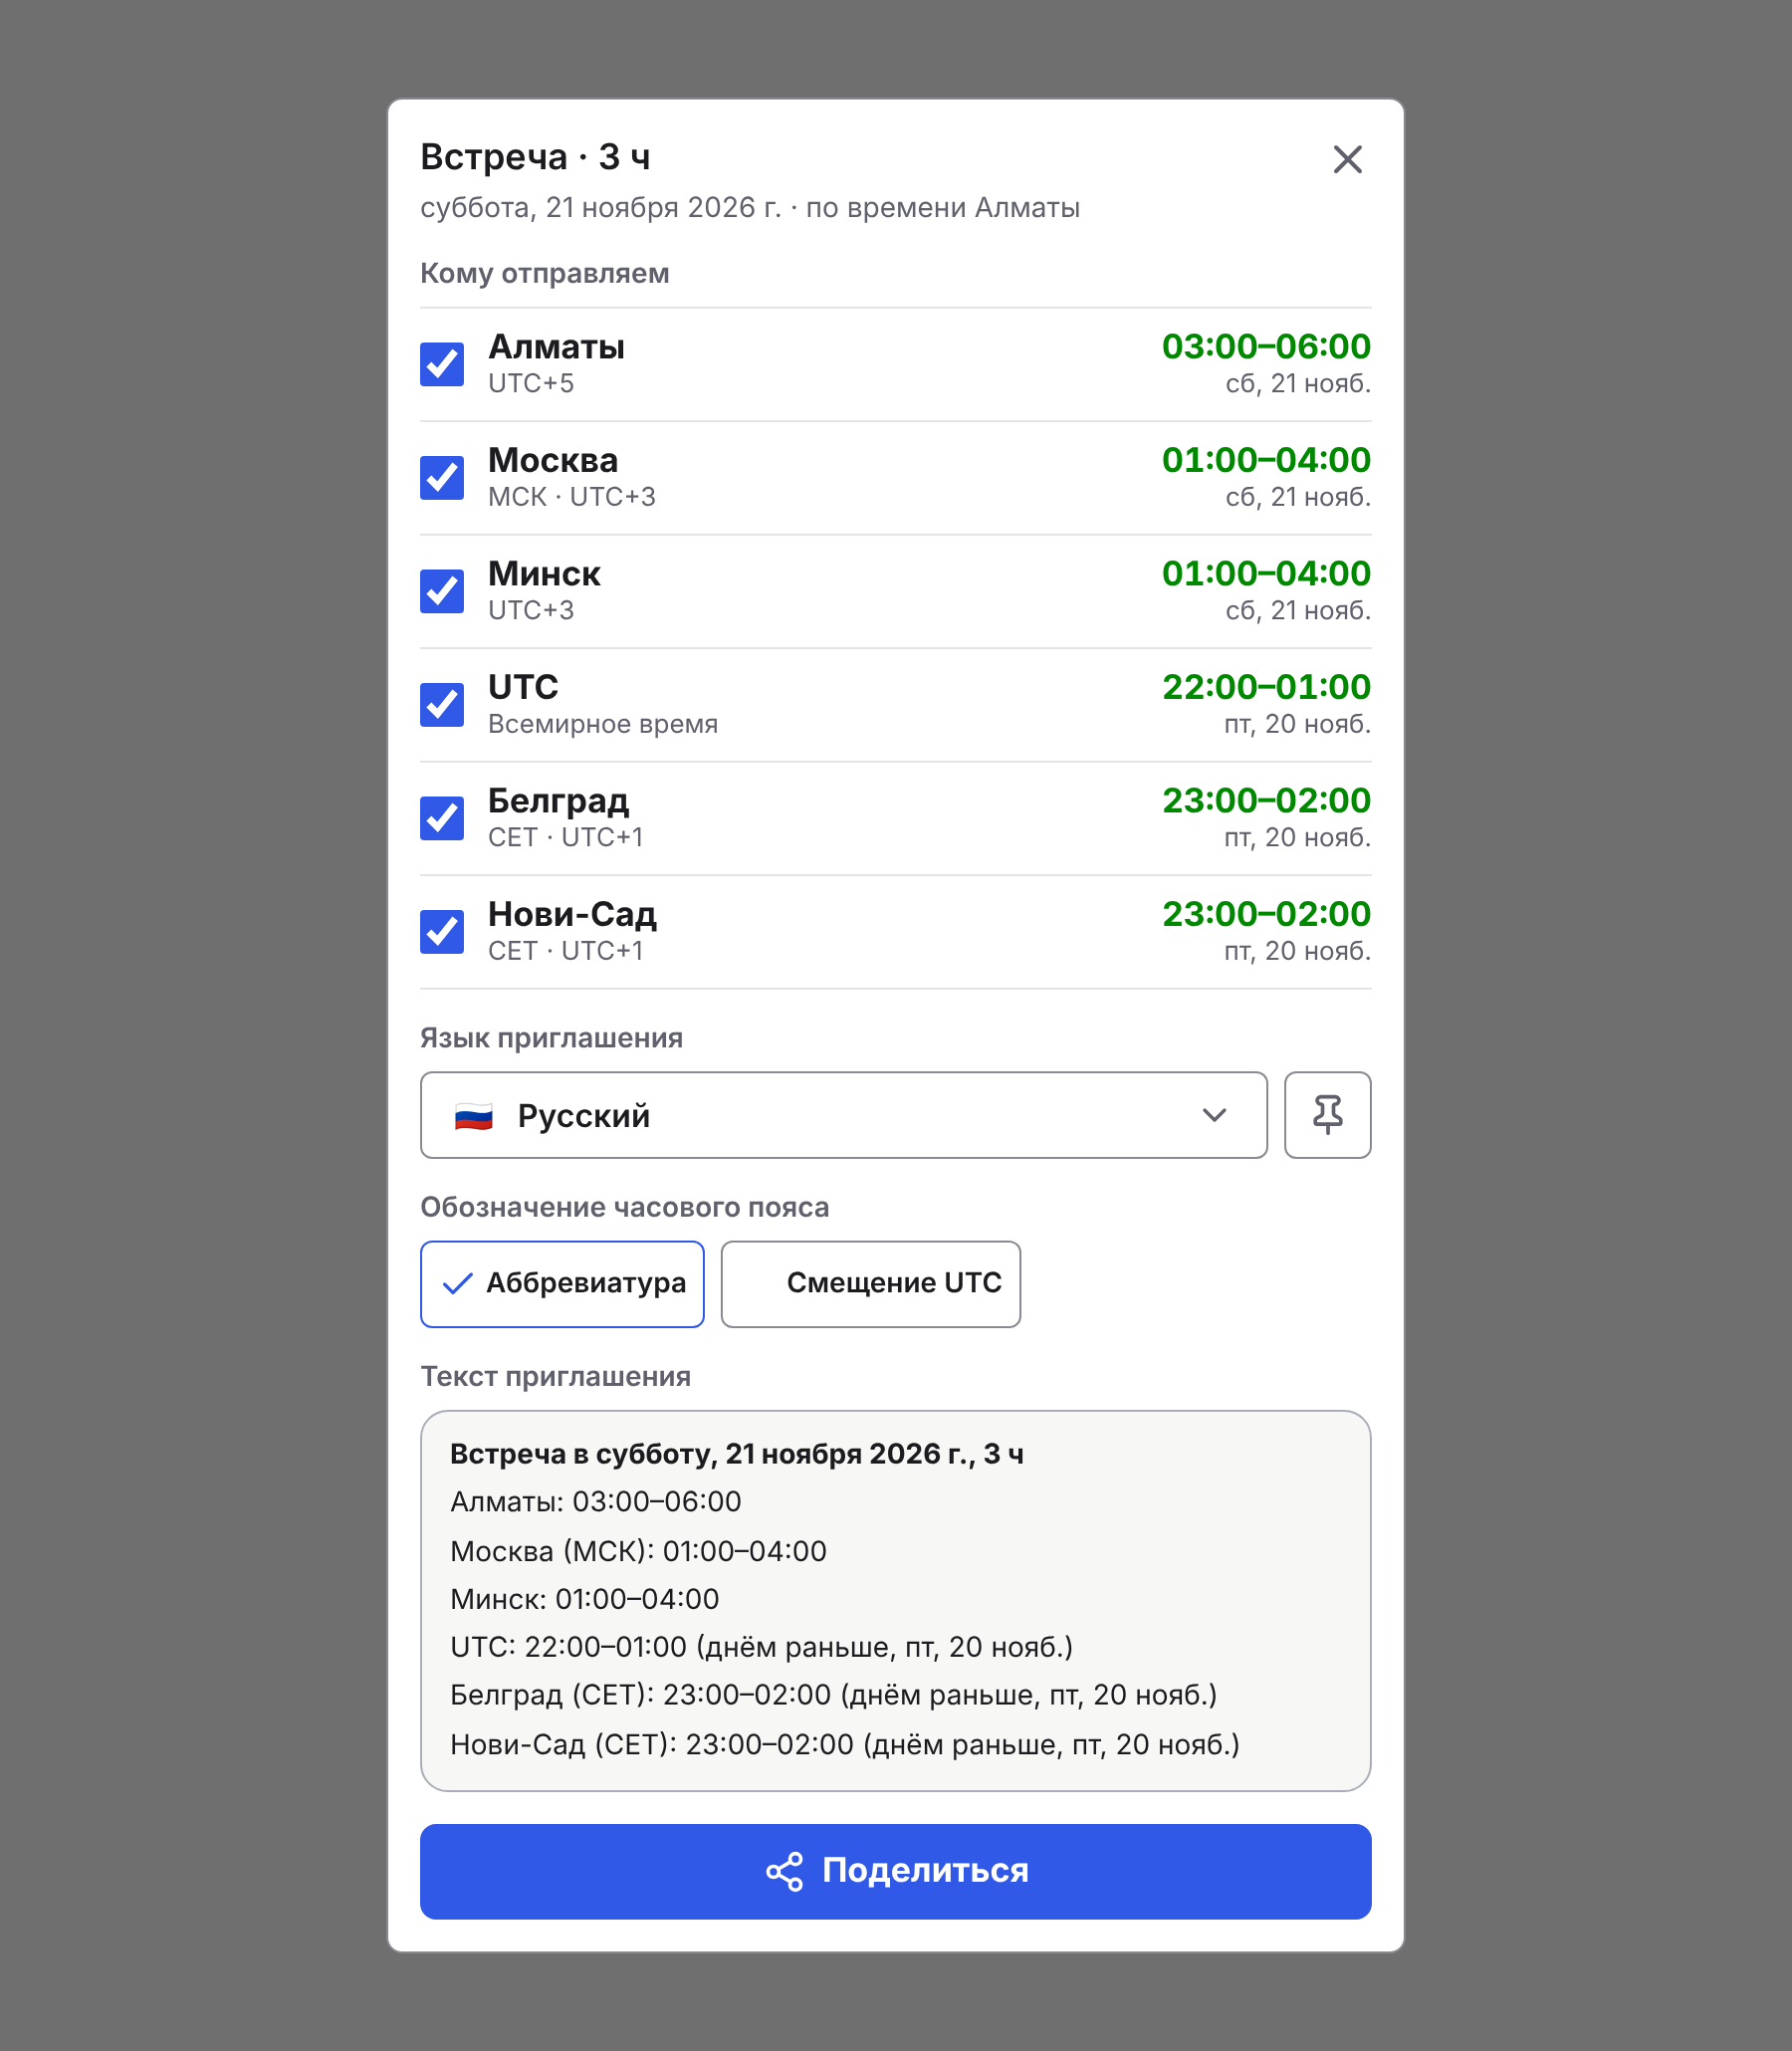 Встреча · 3 ч
суббота, 21 ноября 2026 г. · по времени Алматы
Кому отправляем
Алматы
03:00–06:00
UTC+5
сб, 21 нояб.
Москва
01:00–04:00
МСК · UTC+3
сб, 21 нояб.
Минск
01:00–04:00
UTC+3
сб, 21 нояб.
UTC
22:00–01:00
Всемирное время
пт, 20 нояб.
Белград
23:00–02:00
CET · UTC+1
пт, 20 нояб.
Нови-Сад
23:00–02:00
CET · UTC+1
пт, 20 нояб.
Язык приглашения
Русский
Обозначение часового пояса
Аббревиатура
Смещение UTC
Текст приглашения
Встреча в субботу, 21 ноября 2026 г., 3 ч
Алматы: 03:00–06:00
Москва (МСК): 01:00–04:00
Минск: 01:00–04:00
UTC: 22:00–01:00 (днём раньше, пт, 20 нояб.)
Белград (CET): 23:00–02:00 (днём раньше, пт, 20 нояб.)
Нови-Сад (CET): 23:00–02:00 (днём раньше, пт, 20 нояб.)
Поделиться